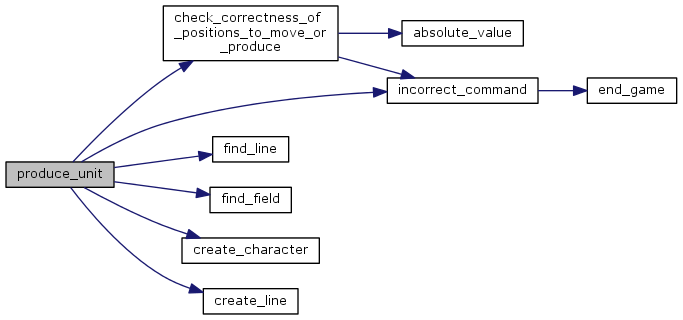 check_correctness_of
_positions_to_move_or
_produce
absolute_value
incorrect_command
end_game
find_line
produce_unit
find_field
create_character
create_line